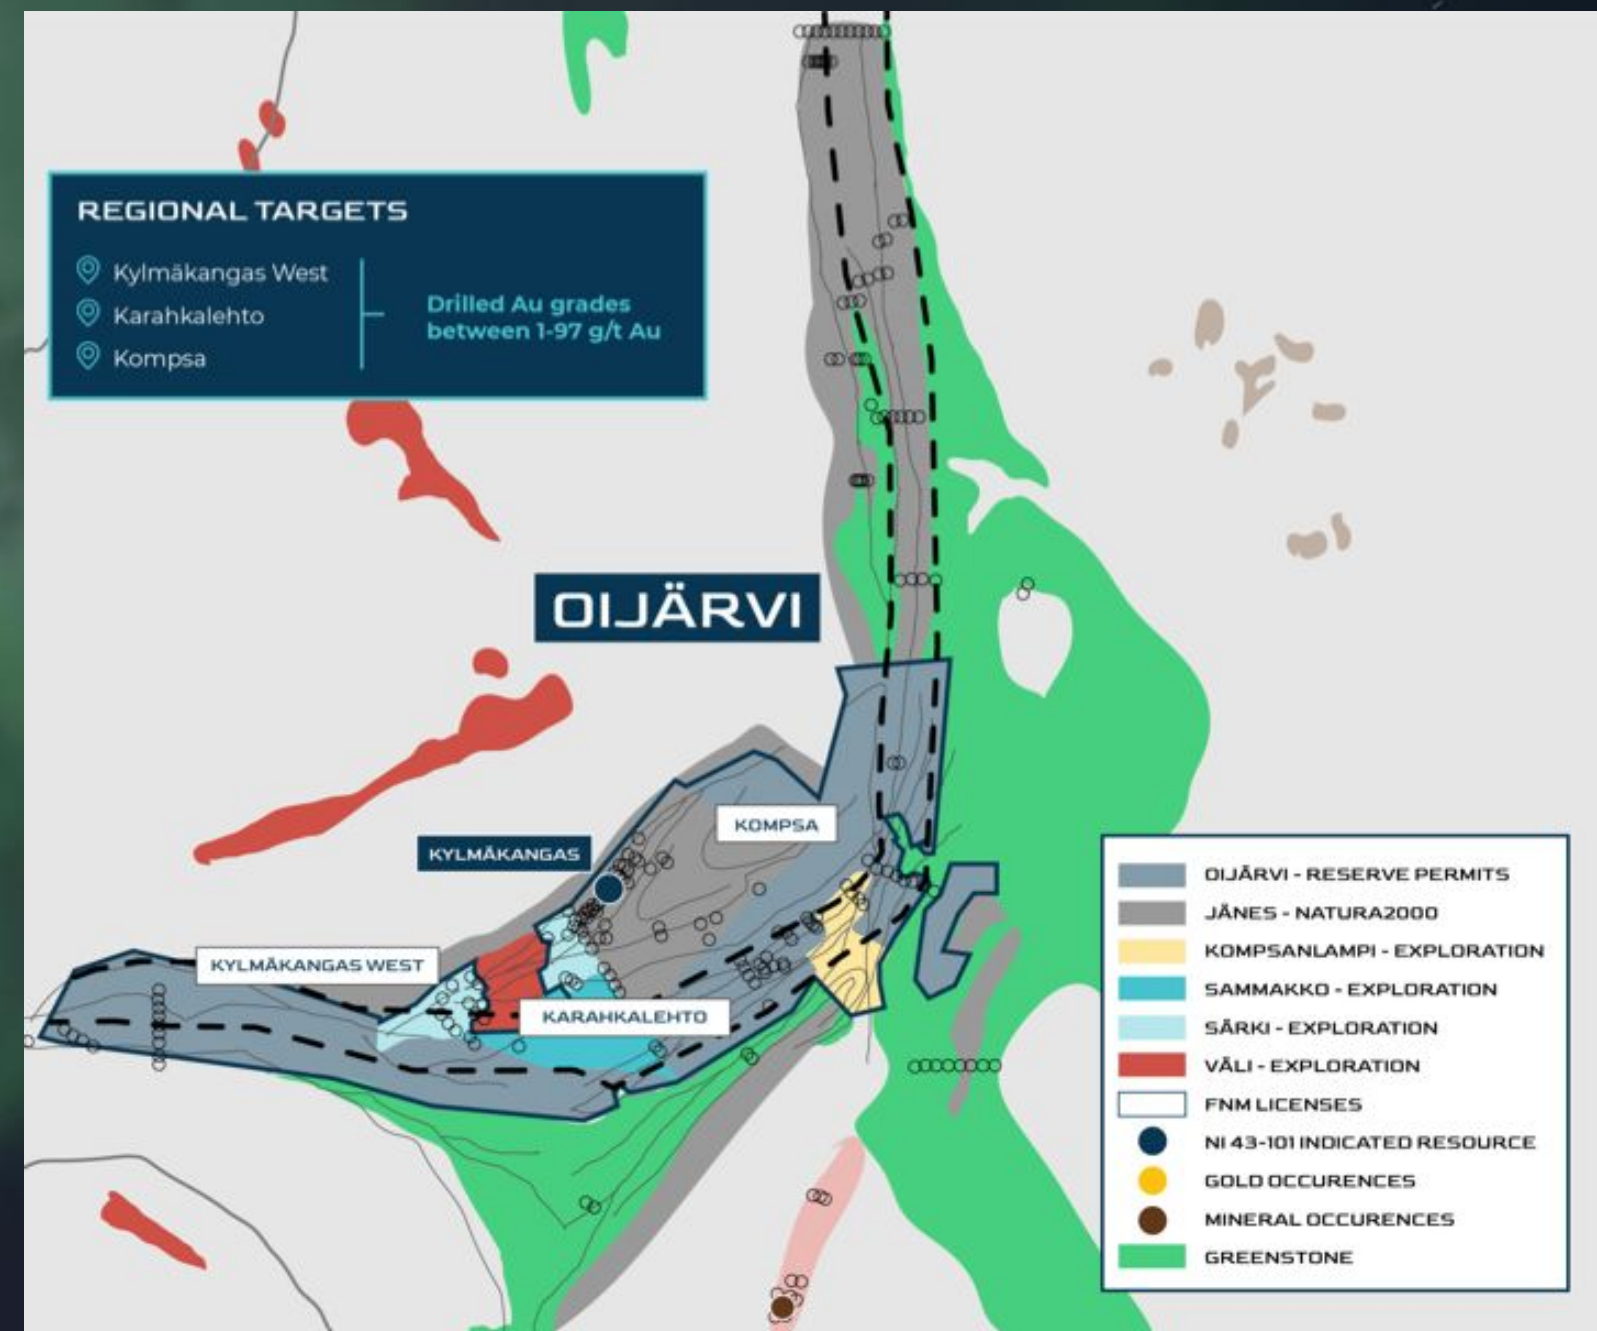 REGIONAL TARGETS
Kylmäkangas West
Karahkalehto
Kompsa
Drilled Au grades
between 1-97 g/t Au
OIJÄRVI
KOMPSA
KYLMÄKANGAS
KYLMÄKANGAS WEST
KARAHKALEHTO
OIJÄRVI - RESERVE PERMITS
JÄNES - NATURA2000
KOMPSANLAMPI - EXPLORATION
SAMMAKKO - EXPLORATION
SÄRKI - EXPLORATION
VÄLI - EXPLORATION
FNM LICENSES
NI 43-101 INDICATED RESOURCE
GOLD OCCURENCES
MINERAL OCCURENCES
GREENSTONE